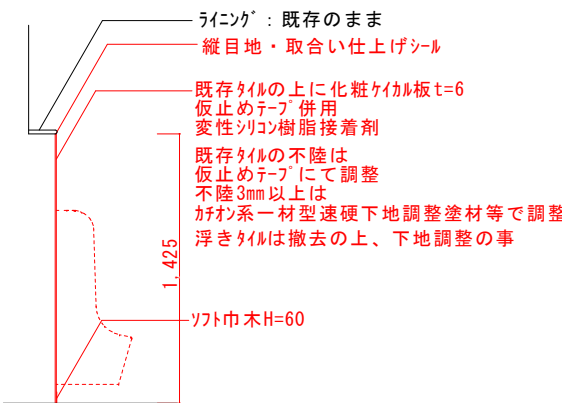 ﾗｲﾆﾝｸﾞ：既存のまま
縦目地・取合い仕上げｼｰﾙ
既存ﾀｲﾙの上に化粧ｹｲｶﾙ板t=6
仮止めﾃｰﾌﾟ併用
変性ｼﾘｺﾝ樹脂接着剤
既存ﾀｲﾙの不陸は
仮止めﾃｰﾌﾟにて調整
不陸3mm以上は
ｶﾁｵﾝ系一材型速硬下地調整塗材等で調整
浮きﾀｲﾙは撤去の上、下地調整の事
1,425
ｿﾌﾄ巾木H=60